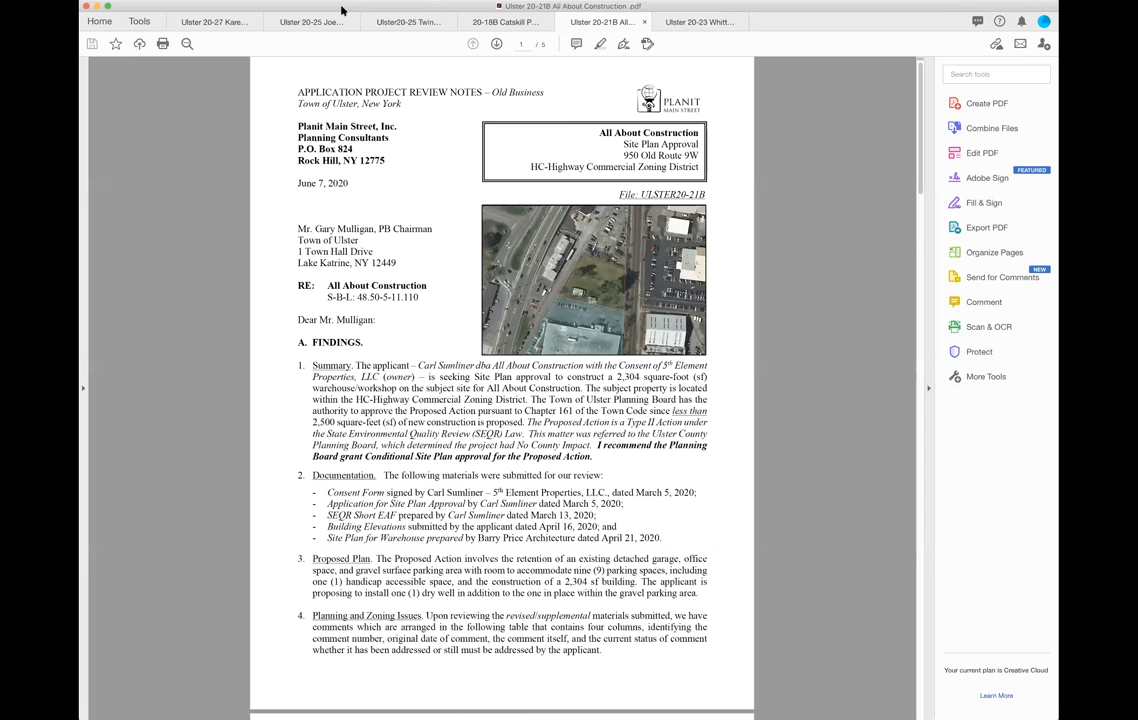 Ulster 20-21B Aii About Construction .pdf
Home Tools Ulster 20-27 Kare... Ulster 20-25 Joe... Ulster20-25 Twin... 20-18B Catskill P... Ulster 20-21B All... × Ulster 20-23 Whitt...
1 / 5
APPLICATION PROJECT REVIEW NOTES – Old Business
Town of Ulster, New York
PLANIT
MAIN STREET
Planit Main Street, Inc.
Planning Consultants
P.O. Box 824
Rock Hill, NY 12775
All About Construction
Site Plan Approval
950 Old Route 9W
HC-Highway Commercial Zoning District
June 7, 2020
File: ULSTER20-21B
Mr. Gary Mulligan, PB Chairman
Town of Ulster
1 Town Hall Drive
Lake Katrine, NY 12449
RE: All About Construction
S-B-L: 48.50-5-11.110
Dear Mr. Mulligan:
A. FINDINGS.
1. Summary. The applicant – Carl Sumliner dba All About Construction with the Consent of 5th Element
Properties, LLC (owner) – is seeking Site Plan approval to construct a 2,304 square-foot (sf)
warehouse/workshop on the subject site for All About Construction. The subject property is located
within the HC-Highway Commercial Zoning District. The Town of Ulster Planning Board has the
authority to approve the Proposed Action pursuant to Chapter 161 of the Town Code since less than
2,500 square-feet (sf) of new construction is proposed. The Proposed Action is a Type II Action under
the State Environmental Quality Review (SEQR) Law. This matter was referred to the Ulster County
Planning Board, which determined the project had No County Impact. I recommend the Planning
Board grant Conditional Site Plan approval for the Proposed Action.
2. Documentation. The following materials were submitted for our review:
- Consent Form signed by Carl Sumliner – 5th Element Properties, LLC., dated March 5, 2020;
- Application for Site Plan Approval by Carl Sumliner dated March 5, 2020;
- SEQR Short EAF prepared by Carl Sumliner dated March 13, 2020;
- Building Elevations submitted by the applicant dated April 16, 2020; and
- Site Plan for Warehouse prepared by Barry Price Architecture dated April 21, 2020.
3. Proposed Plan. The Proposed Action involves the retention of an existing detached garage, office
space, and gravel surface parking area with room to accommodate nine (9) parking spaces, including
one (1) handicap accessible space, and the construction of a 2,304 sf building. The applicant is
proposing to install one (1) dry well in addition to the one in place within the gravel parking area.
4. Planning and Zoning Issues. Upon reviewing the revised/supplemental materials submitted, we have
comments which are arranged in the following table that contains four columns, identifying the
comment number, original date of comment, the comment itself, and the current status of comment
whether it has been addressed or still must be addressed by the applicant.
Search tools
Create PDF
Combine Files
Edit PDF
FEATURED
Adobe Sign
Fill & Sign
Export PDF
Organize Pages
NEW
Send for Comments
Comment
Scan & OCR
Protect
More Tools
Your current plan is Creative Cloud
Learn More